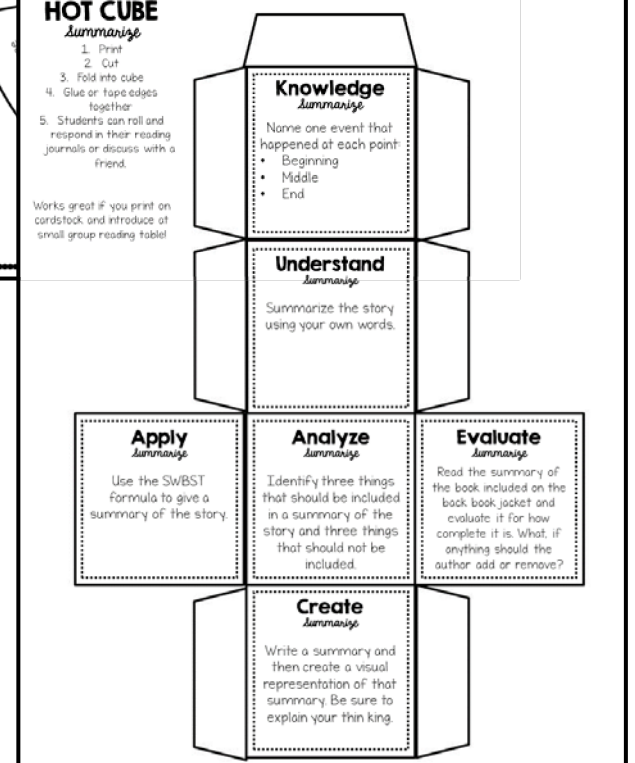 HOT CUBE
Summarize
1. Print
2. Cut
3. Fold into cube
4. Glue or tape edges
together
5. Students can roll and
respond in their reading
journals or discuss with a
friend.
Works great if you print on
cardstock and introduce at
small group reading table!
Knowledge
Summarize
Name one event that
happened at each point:
• Beginning
• Middle
• End
Understand
Summarize
Summarize the story
using your own words.
Apply
Summarize
Use the SWBST
formula to give a
summary of the story.
Analyze
Summarize
Identify three things
that should be included
in a summary of the
story and three things
that should not be
included.
Evaluate
Summarize
Read the summary of
the book included on the
back book jacket and
evaluate it for how
complete it is. What, if
anything should the
author add or remove?
Create
Summarize
Write a summary and
then create a visual
representation of that
summary. Be sure to
explain your thin king.